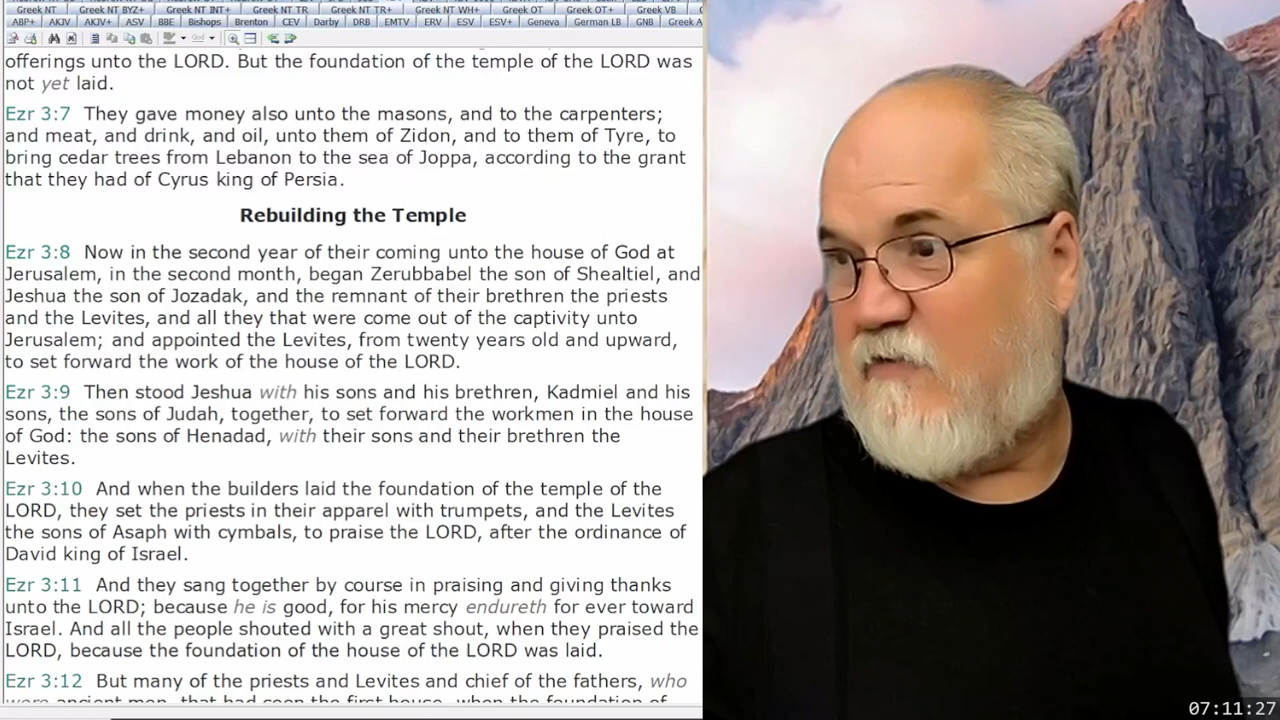 Greek NT Greek NT BYZ+ Greek NT INT+ Greek NT TR Greek NT TR+ Greek NT WH+ Greek OT Greek OT+ Greek VB
ABP+ AKJV AKJV+ ASV BBE Bishops Brenton CEV Darby DRB EMTV ERV ESV ESV+ Geneva German LB GNB Greek A
offerings unto the LORD. But the foundation of the temple of the LORD was
not yet laid.
Ezr 3:7 They gave money also unto the masons, and to the carpenters;
and meat, and drink, and oil, unto them of Zidon, and to them of Tyre, to
bring cedar trees from Lebanon to the sea of Joppa, according to the grant
that they had of Cyrus king of Persia.
Rebuilding the Temple
Ezr 3:8 Now in the second year of their coming unto the house of God at
Jerusalem, in the second month, began Zerubbabel the son of Shealtiel, and
Jeshua the son of Jozadak, and the remnant of their brethren the priests
and the Levites, and all they that were come out of the captivity unto
Jerusalem; and appointed the Levites, from twenty years old and upward,
to set forward the work of the house of the LORD.
Ezr 3:9 Then stood Jeshua with his sons and his brethren, Kadmiel and his
sons, the sons of Judah, together, to set forward the workmen in the house
of God: the sons of Henadad, with their sons and their brethren the
Levites.
Ezr 3:10 And when the builders laid the foundation of the temple of the
LORD, they set the priests in their apparel with trumpets, and the Levites
the sons of Asaph with cymbals, to praise the LORD, after the ordinance of
David king of Israel.
Ezr 3:11 And they sang together by course in praising and giving thanks
unto the LORD; because he is good, for his mercy endureth for ever toward
Israel. And all the people shouted with a great shout, when they praised the
LORD, because the foundation of the house of the LORD was laid.
Ezr 3:12 But many of the priests and Levites and chief of the fathers, who
were ancient men, that had seen the first house, when the foundation of
07:11:27